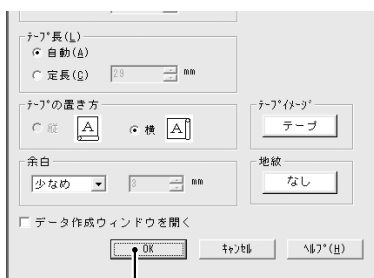 ﾃｰﾌﾟ長(L)
自動(A)
定長(C) 29 mm
ﾃｰﾌﾟの置き方 ﾃｰﾌﾟｲﾒｰｼﾞ
縦 A 横 A テープ
余白 地紋
少なめ 3 mm なし
データ作成ウィンドウを開く
OK ｷｬﾝｾﾙ ﾍﾙﾌﾟ(H)